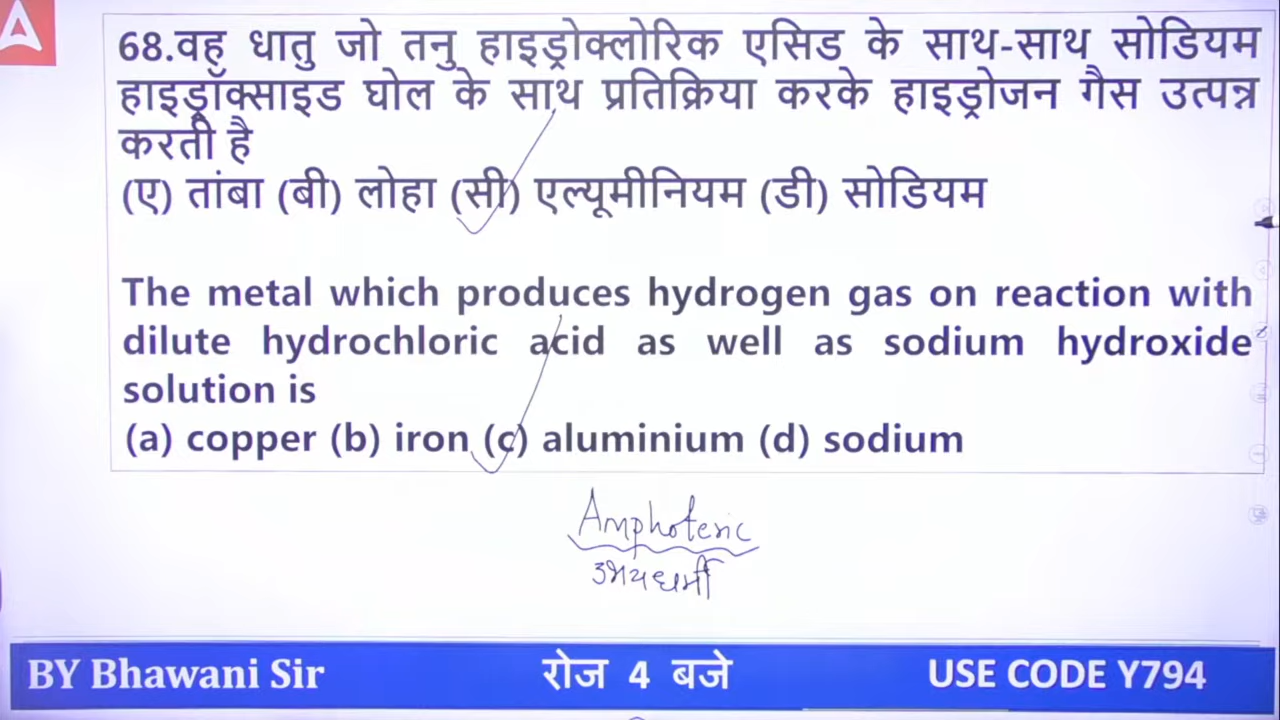 68.वह धातु जो तनु हाइड्रोक्लोरिक एसिड के साथ-साथ सोडियम
हाइड्रॉक्साइड घोल के साथ प्रतिक्रिया करके हाइड्रोजन गैस उत्पन्न
करती है
(ए) तांबा (बी) लोहा (सी) एल्यूमीनियम (डी) सोडियम
The metal which produces hydrogen gas on reaction with
dilute hydrochloric acid as well as sodium hydroxide
solution is
(a) copper (b) iron (c) aluminium (d) sodium
Amphoteric
उभयधर्मी
BY Bhawani Sir रोज 4 बजे USE CODE Y794